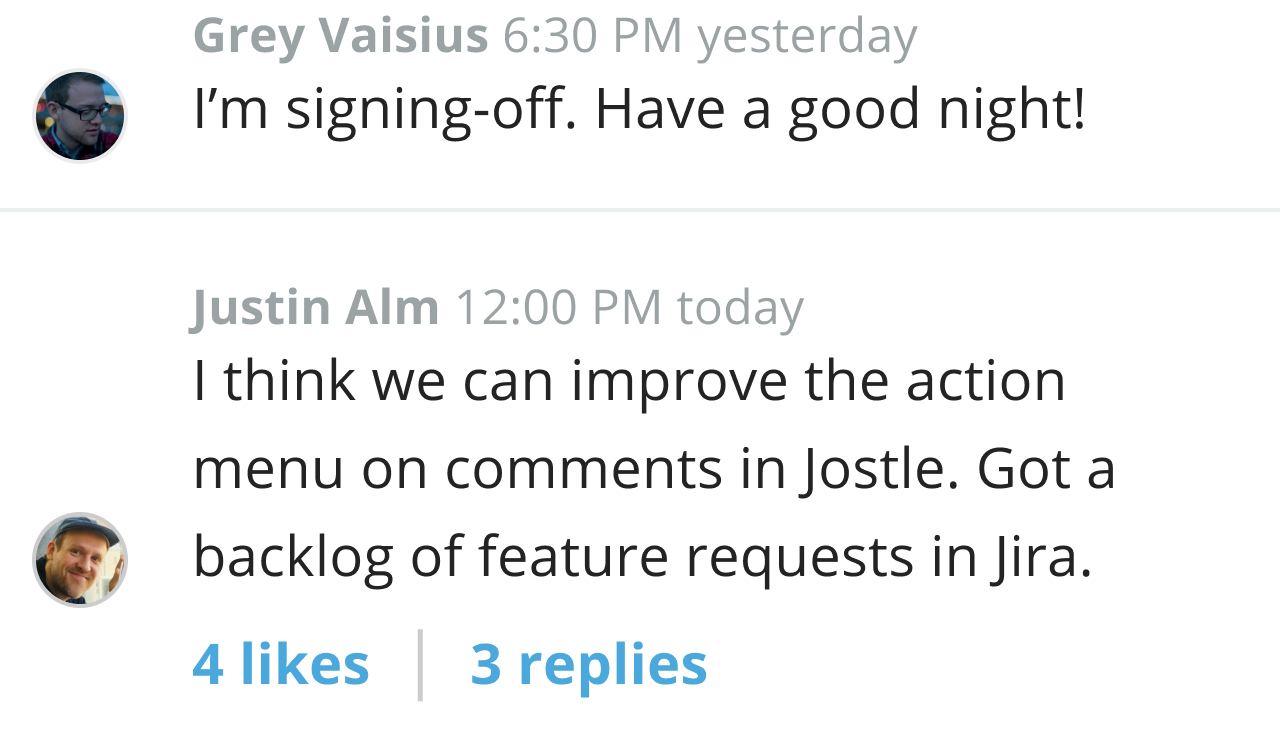 Grey Vaisius 6:30 PM yesterday
I’m signing-off. Have a good night!
Justin Alm 12:00 PM today
I think we can improve the action
menu on comments in Jostle. Got a
backlog of feature requests in Jira.
4 likes | 3 replies